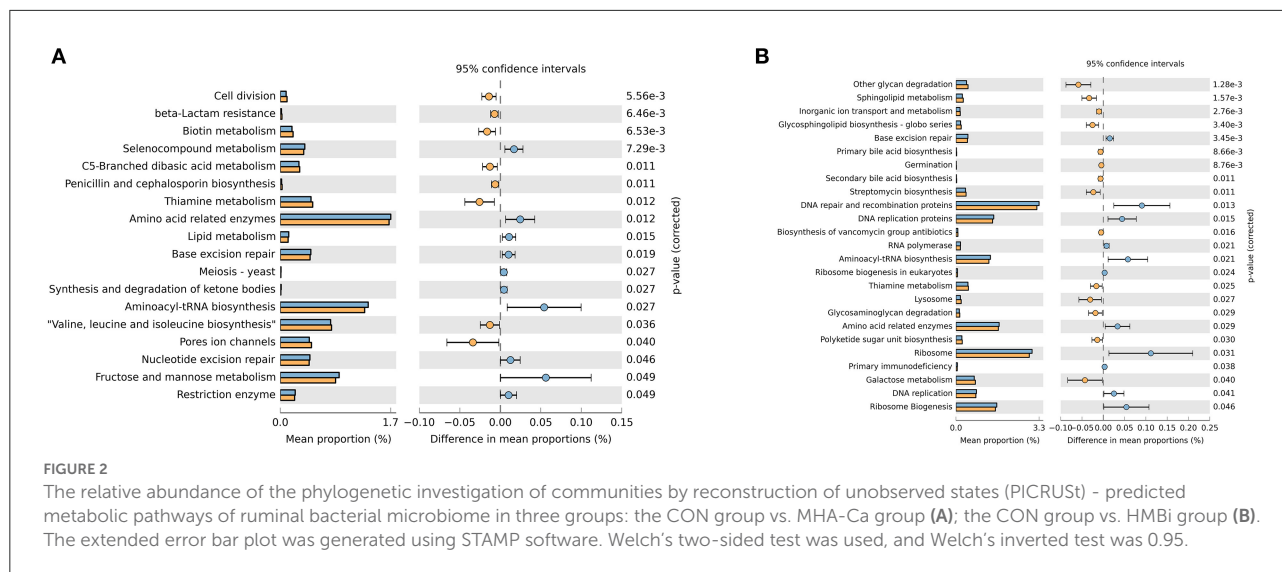 A
95% confidence intervals
Cell division
5.56e-3
beta-Lactam resistance
6.46e-3
Biotin metabolism
6.53e-3
Selenocompound metabolism
7.29e-3
C5-Branched dibasic acid metabolism
0.011
Penicillin and cephalosporin biosynthesis
0.011
Thiamine metabolism
0.012
Amino acid related enzymes
0.012
Lipid metabolism
0.015
Base excision repair
0.019
Meiosis - yeast
0.027
Synthesis and degradation of ketone bodies
0.027
Aminoacyl-tRNA biosynthesis
0.027
"Valine, leucine and isoleucine biosynthesis"
0.036
Pores ion channels
0.040
Nucleotide excision repair
0.046
Fructose and mannose metabolism
0.049
Restriction enzyme
0.049
p-value (corrected)
0.0 1.7
Mean proportion (%)
−0.10 −0.05 0.00 0.05 0.10 0.15
Difference in mean proportions (%)
B
95% confidence intervals
Other glycan degradation
1.28e-3
Sphingolipid metabolism
1.57e-3
Inorganic ion transport and metabolism
2.76e-3
Glycosphingolipid biosynthesis - globo series
3.40e-3
Base excision repair
3.45e-3
Primary bile acid biosynthesis
8.66e-3
Germination
8.76e-3
Secondary bile acid biosynthesis
0.011
Streptomycin biosynthesis
0.011
DNA repair and recombination proteins
0.013
DNA replication proteins
0.015
Biosynthesis of vancomycin group antibiotics
0.016
RNA polymerase
0.021
Aminoacyl-tRNA biosynthesis
0.021
Ribosome biogenesis in eukaryotes
0.024
Thiamine metabolism
0.025
Lysosome
0.027
Glycosaminoglycan degradation
0.029
Amino acid related enzymes
0.029
Polyketide sugar unit biosynthesis
0.030
Ribosome
0.031
Primary immunodeficiency
0.038
Galactose metabolism
0.040
DNA replication
0.041
Ribosome Biogenesis
0.046
p-value (corrected)
0.0 3.3
Mean proportion (%)
−0.10 −0.05 0.00 0.05 0.10 0.15 0.20 0.25
Difference in mean proportions (%)
FIGURE 2
The relative abundance of the phylogenetic investigation of communities by reconstruction of unobserved states (PICRUSt) - predicted
metabolic pathways of ruminal bacterial microbiome in three groups: the CON group vs. MHA-Ca group (A); the CON group vs. HMBi group (B).
The extended error bar plot was generated using STAMP software. Welch's two-sided test was used, and Welch's inverted test was 0.95.